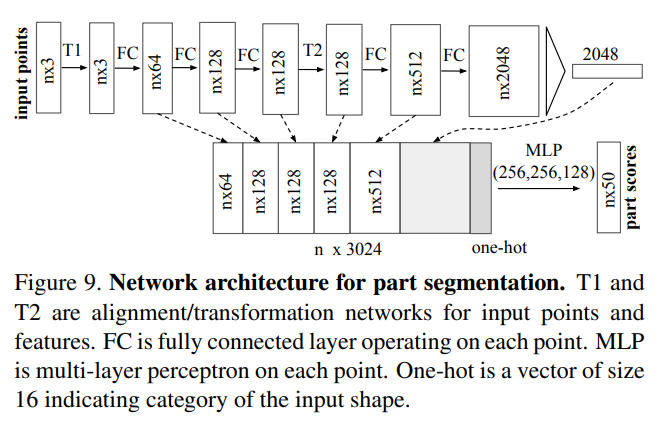 input points
nx3
T1
nx3
FC
nx64
FC
nx128
FC
nx128
T2
nx128
FC
nx512
FC
nx2048
2048
nx64
nx128
nx128
nx128
nx512
MLP
(256,256,128)
nx50
part scores
n x 3024
one-hot
Figure 9. Network architecture for part segmentation. T1 and
T2 are alignment/transformation networks for input points and
features. FC is fully connected layer operating on each point. MLP
is multi-layer perceptron on each point. One-hot is a vector of size
16 indicating category of the input shape.